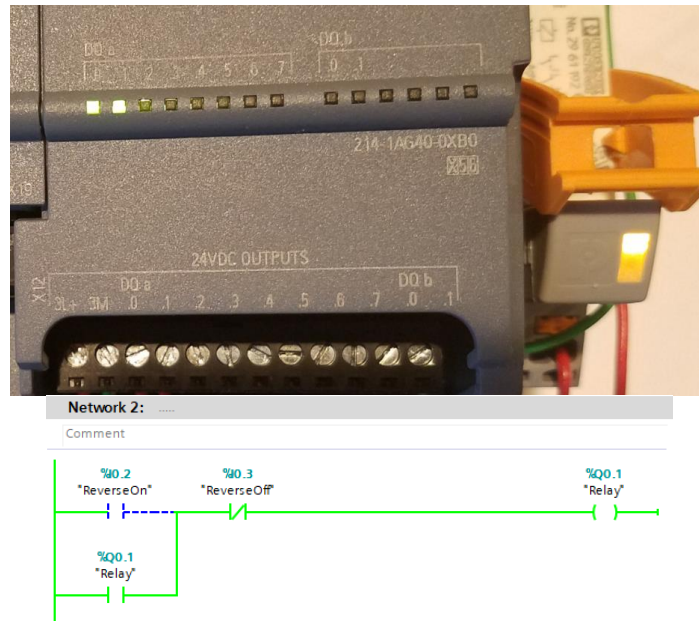 DQ a
0 1 2 3 4 5 6 7
DQ b
0 1
214-1AG40-0XB0
X56
X19
X12
24VDC OUTPUTS
DQ a
DQ b
3L+ 3M .0 .1 .2 .3 .4 .5 .6 .7 .0 .1
Network 2: .....
Comment
%I0.2
"ReverseOn"
%I0.3
"ReverseOff"
%Q0.1
"Relay"
%Q0.1
"Relay"